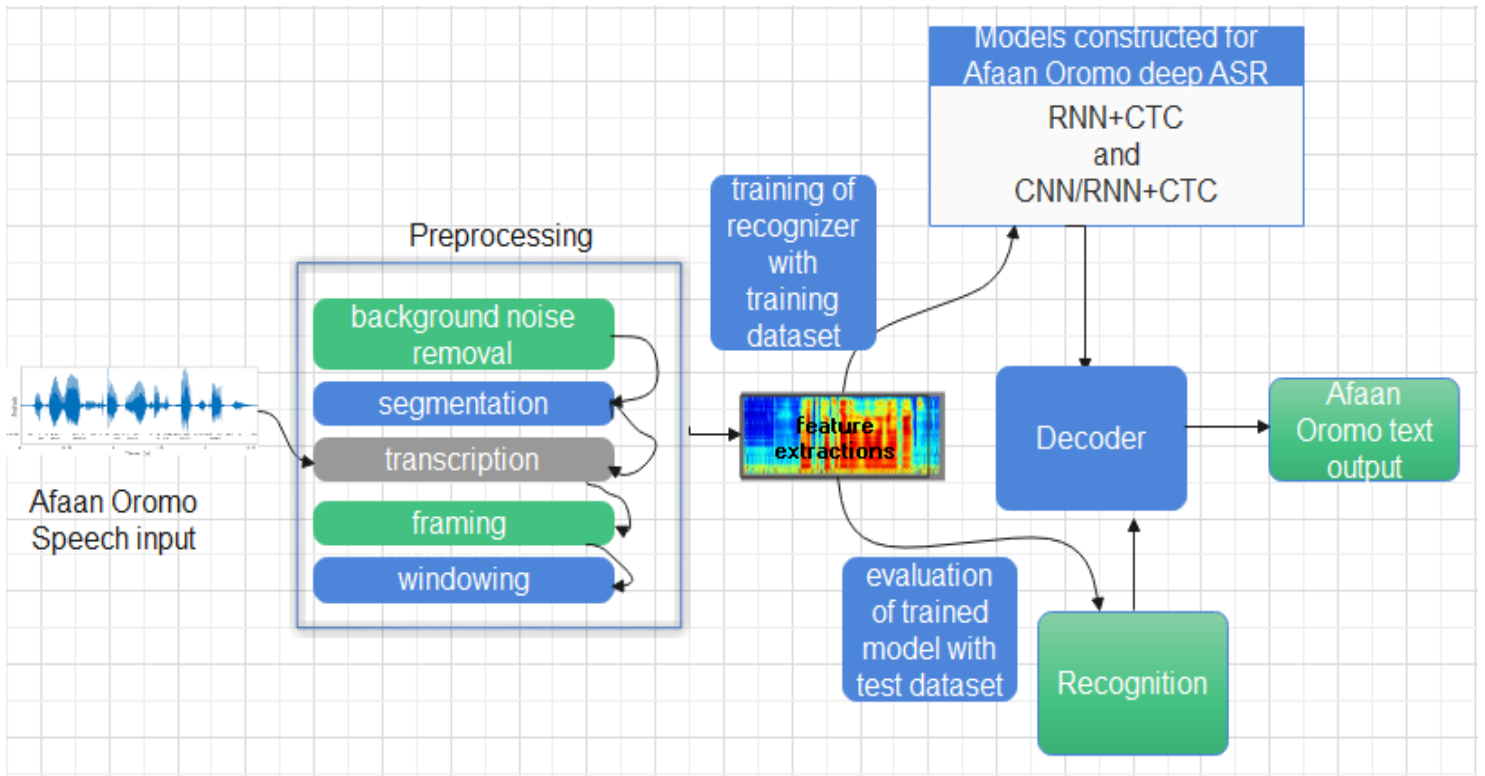 Models constructed for
Afaan Oromo deep ASR
RNN+CTC
and
CNN/RNN+CTC
training of
recognizer
with
training
dataset
Preprocessing
background noise
removal
segmentation
transcription
framing
windowing
Afaan Oromo
Speech input
feature
extractions
Decoder
Afaan
Oromo text
output
evaluation
of trained
model with
test dataset
Recognition